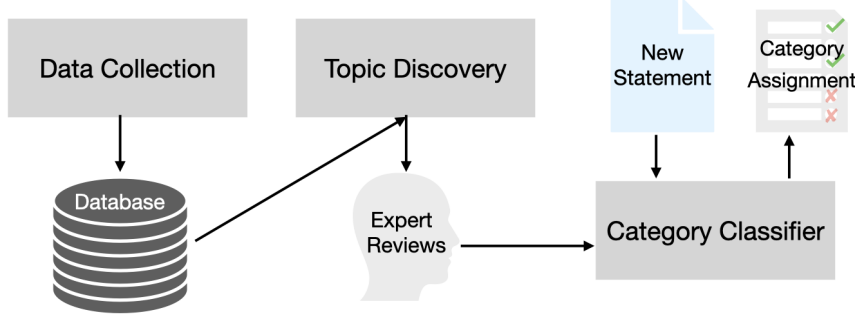 Data Collection
Topic Discovery
New
Statement
Category
Assignment
Database
Expert
Reviews
Category Classifier